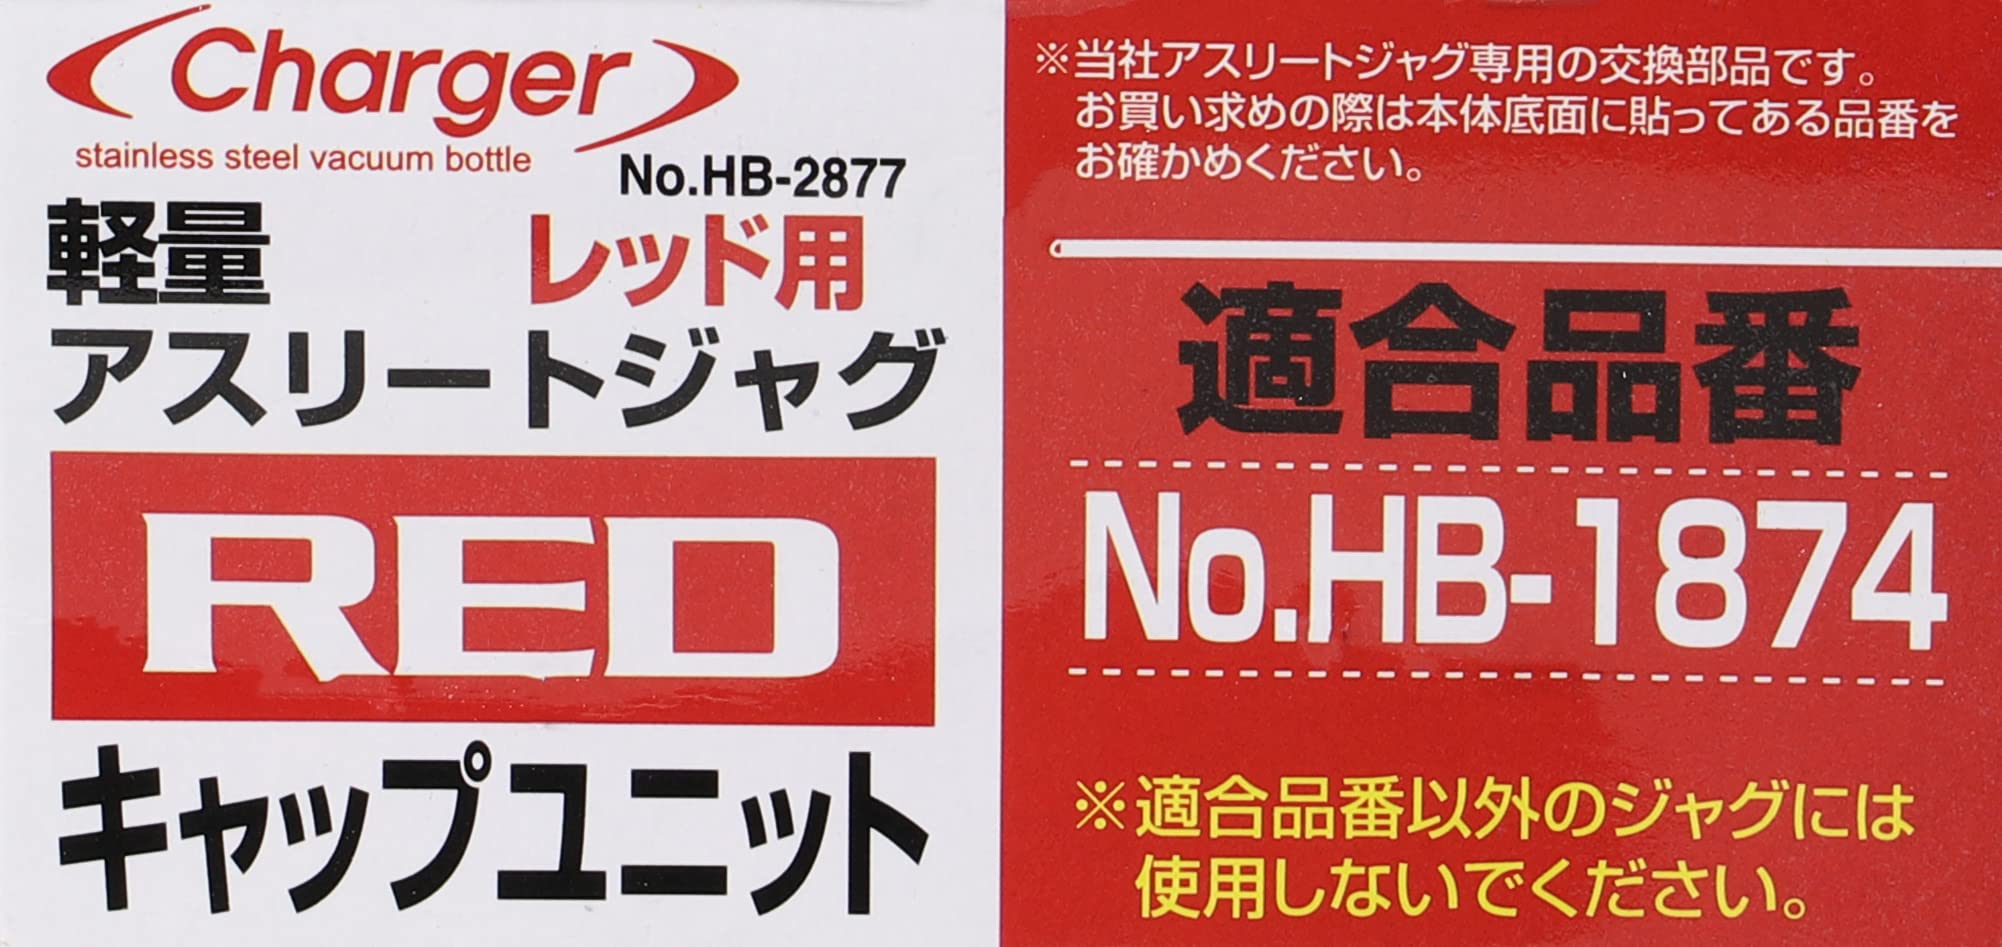 Charger
stainless steel vacuum bottle
No.HB-2877
軽量 レッド用
アスリートジャグ
RED
キャップユニット
※当社アスリートジャグ専用の交換部品です。
お買い求めの際は本体底面に貼ってある品番を
お確かめください。
適合品番
No.HB-1874
※適合品番以外のジャグには
使用しないでください。